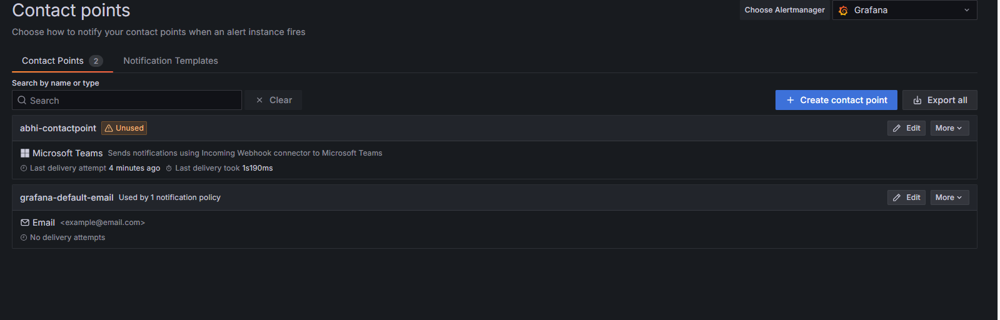 Contact points
Choose Alertmanager Grafana
Choose how to notify your contact points when an alert instance fires
Contact Points 2 Notification Templates
Search by name or type
Search Clear Create contact point Export all
abhi-contactpoint Unused Edit More
Microsoft Teams Sends notifications using Incoming Webhook connector to Microsoft Teams
Last delivery attempt 4 minutes ago Last delivery took 1s190ms
grafana-default-email Used by 1 notification policy Edit More
Email <example@email.com>
No delivery attempts